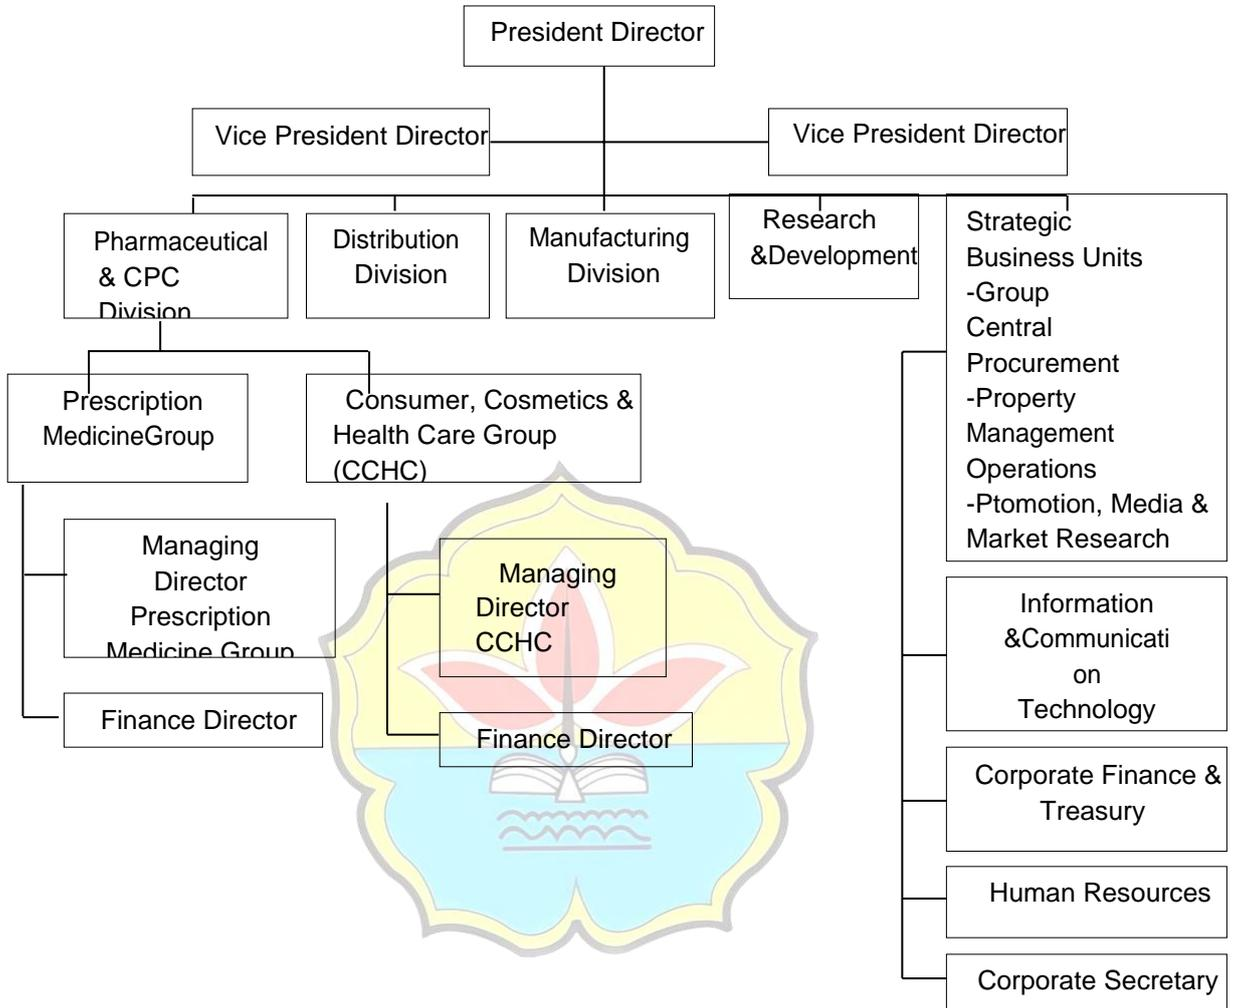 President Director
Vice President Director
Vice President Director
Pharmaceutical
& CPC
Division
Distribution
Division
Manufacturing
Division
Research
&Development
Strategic
Business Units
-Group
Central
Procurement
-Property
Management
Operations
-Ptomotion, Media &
Market Research
Prescription
MedicineGroup
Consumer, Cosmetics &
Health Care Group
(CCHC)
Managing
Director
Prescription
Medicine Group
Finance Director
Managing
Director
CCHC
Finance Director
Information
&Communicati
on
Technology
Corporate Finance &
Treasury
Human Resources
Corporate Secretary